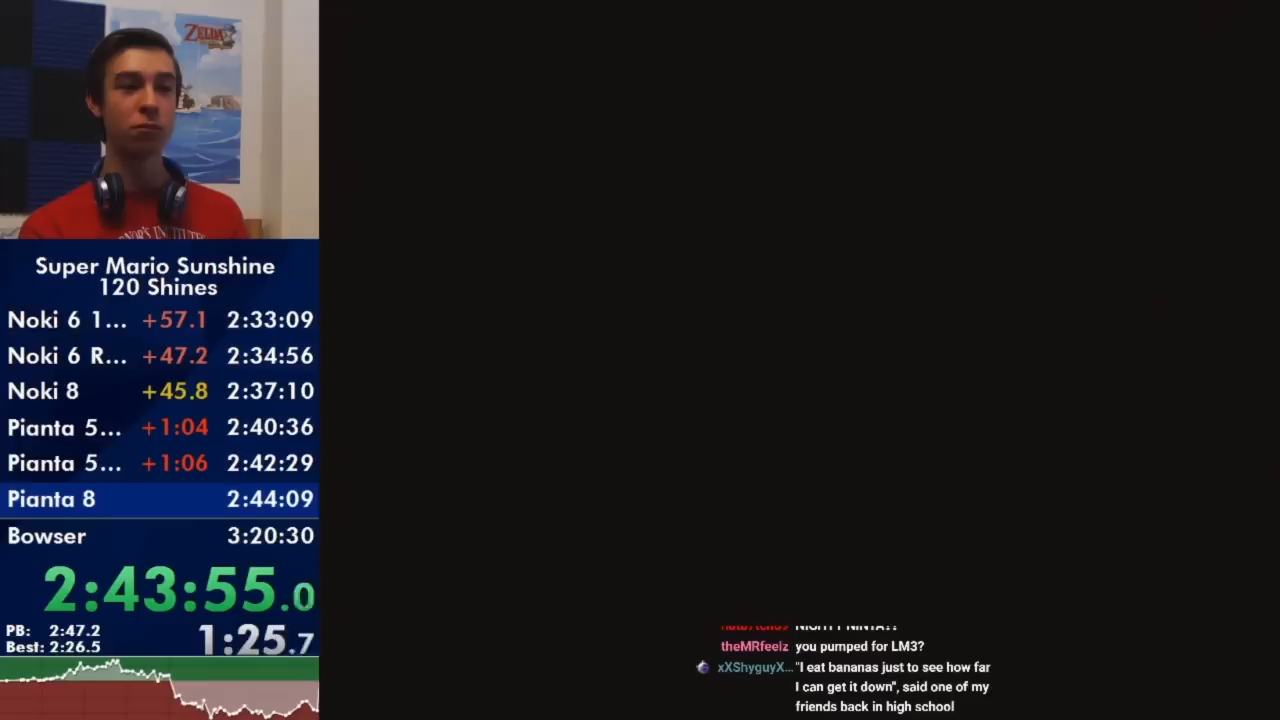 ZELDA
Super Mario Sunshine
120 Shines
Noki 6 1... +57.1 2:33:09
Noki 6 R... +47.2 2:34:56
Noki 8 +45.8 2:37:10
Pianta 5... +1:04 2:40:36
Pianta 5... +1:06 2:42:29
Pianta 8 2:44:09
Bowser 3:20:30
2:43:55.0
PB: 2:47.2
Best: 2:26.5
1:25.7
theMRfeelz you pumped for LM3?
xXShyguyX... "I eat bananas just to see how far
I can get it down", said one of my
friends back in high school